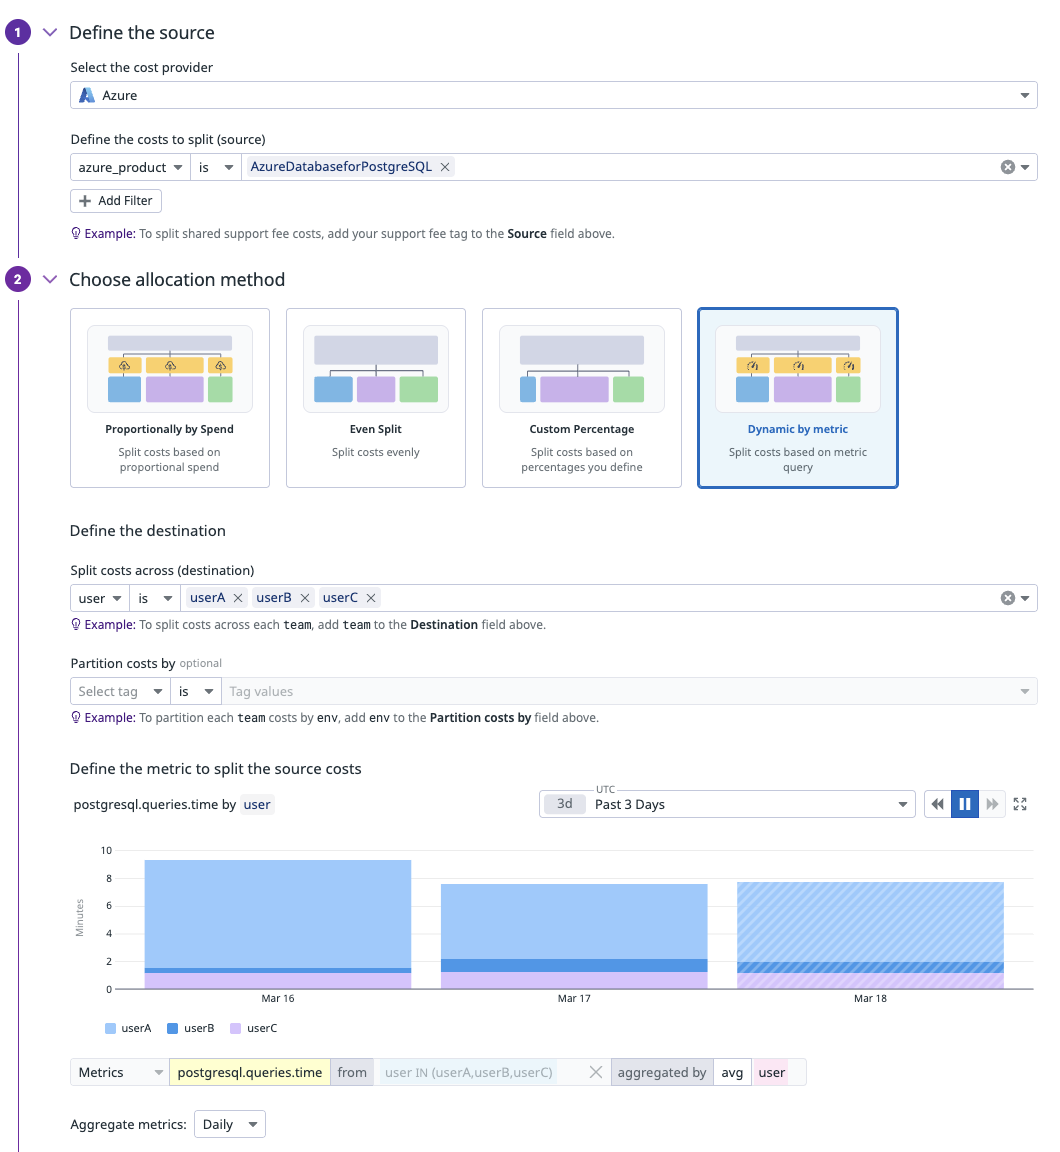 1 Define the source
Select the cost provider
Azure
Define the costs to split (source)
azure_product is AzureDatabaseforPostgreSQL
Add Filter
Example: To split shared support fee costs, add your support fee tag to the Source field above.
2 Choose allocation method
Proportionally by Spend
Split costs based on
proportional spend
Even Split
Split costs evenly
Custom Percentage
Split costs based on
percentages you define
Dynamic by metric
Split costs based on metric
query
Define the destination
Split costs across (destination)
user is userA userB userC
Example: To split costs across each team, add team to the Destination field above.
Partition costs by optional
Select tag is Tag values
Example: To partition each team costs by env, add env to the Partition costs by field above.
Define the metric to split the source costs
postgresql.queries.time by user
UTC
3d Past 3 Days
Minutes
10
8
6
4
2
0
Mar 16 Mar 17 Mar 18
userA userB userC
Metrics postgresql.queries.time from user IN (userA,userB,userC) aggregated by avg user
Aggregate metrics: Daily